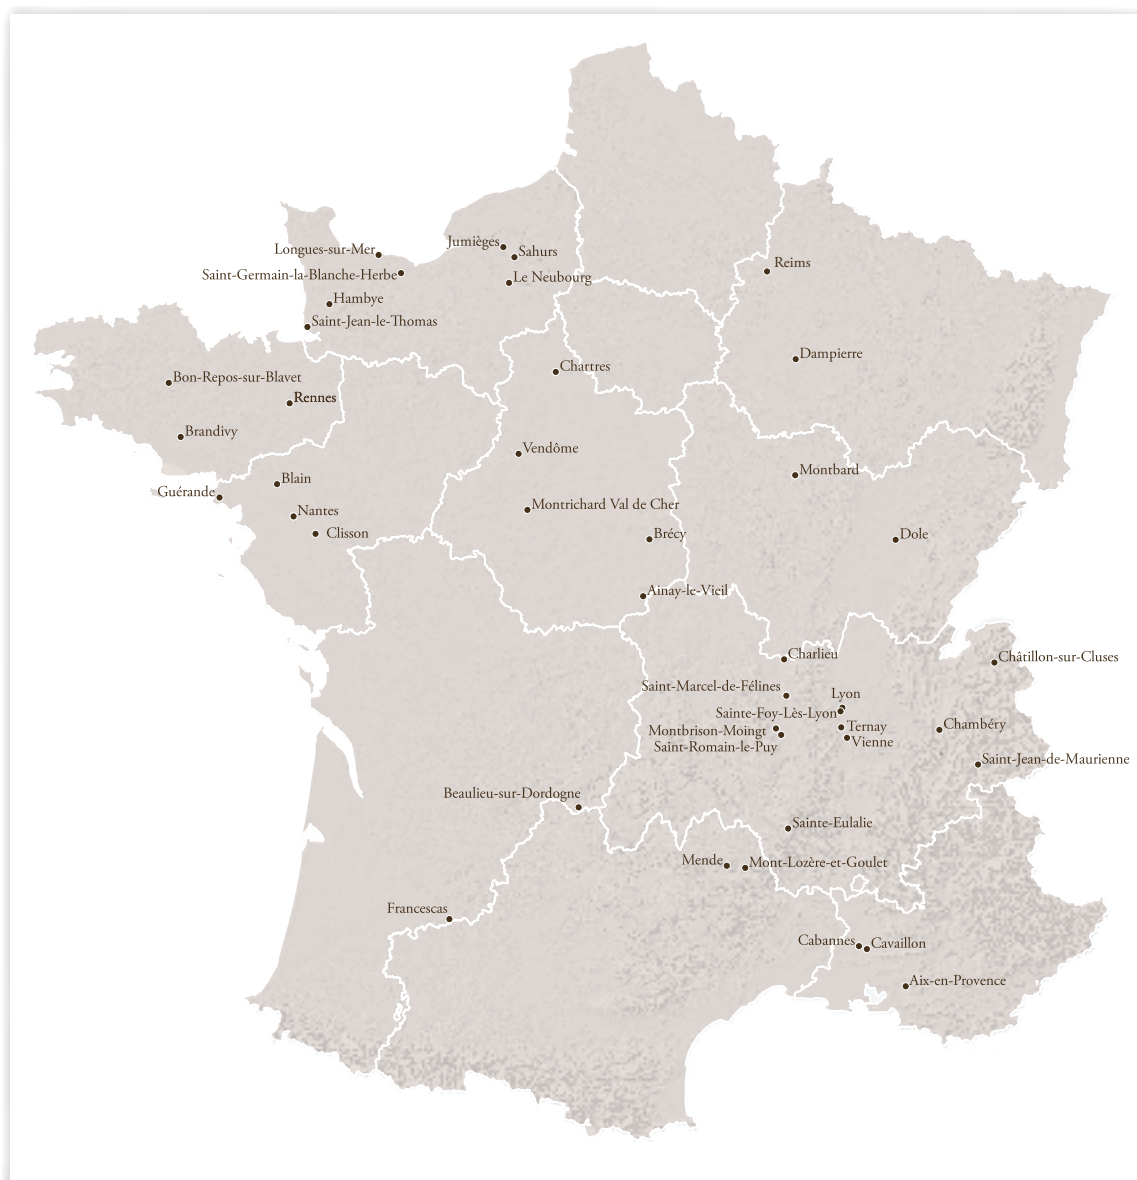 Jumièges
Longues-sur-Mer
Sahurs
Reims
Saint-Germain-la-Blanche-Herbe
Le Neubourg
Hambye
Saint-Jean-le-Thomas
Dampierre
Chartres
Bon-Repos-sur-Blavet
Rennes
Brandivy
Vendôme
Montbard
Blain
Guérande
Montrichard Val de Cher
Nantes
Clisson
Brécy
Dole
Ainay-le-Vieil
Charlieu
Châtillon-sur-Cluses
Saint-Marcel-de-Félines
Lyon
Sainte-Foy-Lès-Lyon
Chambéry
Ternay
Montbrison-Moingt
Vienne
Saint-Romain-le-Puy
Saint-Jean-de-Maurienne
Beaulieu-sur-Dordogne
Sainte-Eulalie
Mende
Mont-Lozère-et-Goulet
Francescas
Cabannes
Cavaillon
Aix-en-Provence